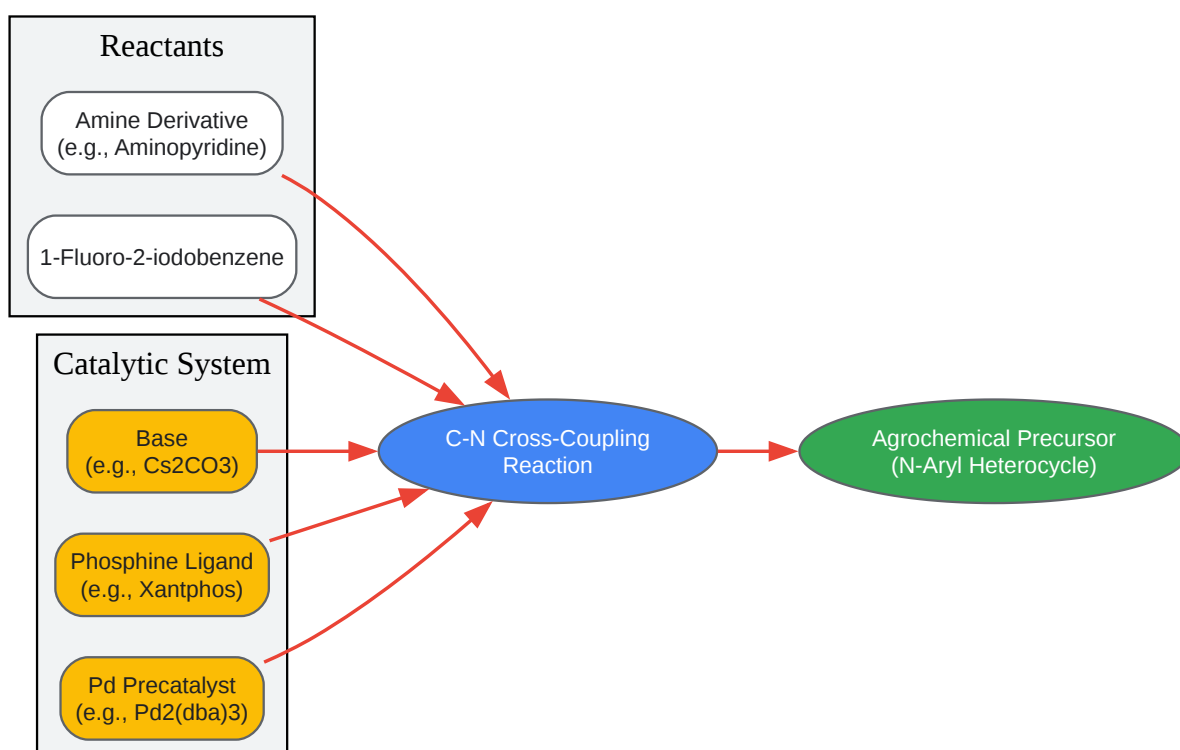 Reactants
Amine Derivative
(e.g., Aminopyridine)
1-Fluoro-2-iodobenzene
Catalytic System
Base
(e.g., Cs2CO3)
Phosphine Ligand
(e.g., Xantphos)
Pd Precatalyst
(e.g., Pd2(dba)3)
C-N Cross-Coupling
Reaction
Agrochemical Precursor
(N-Aryl Heterocycle)